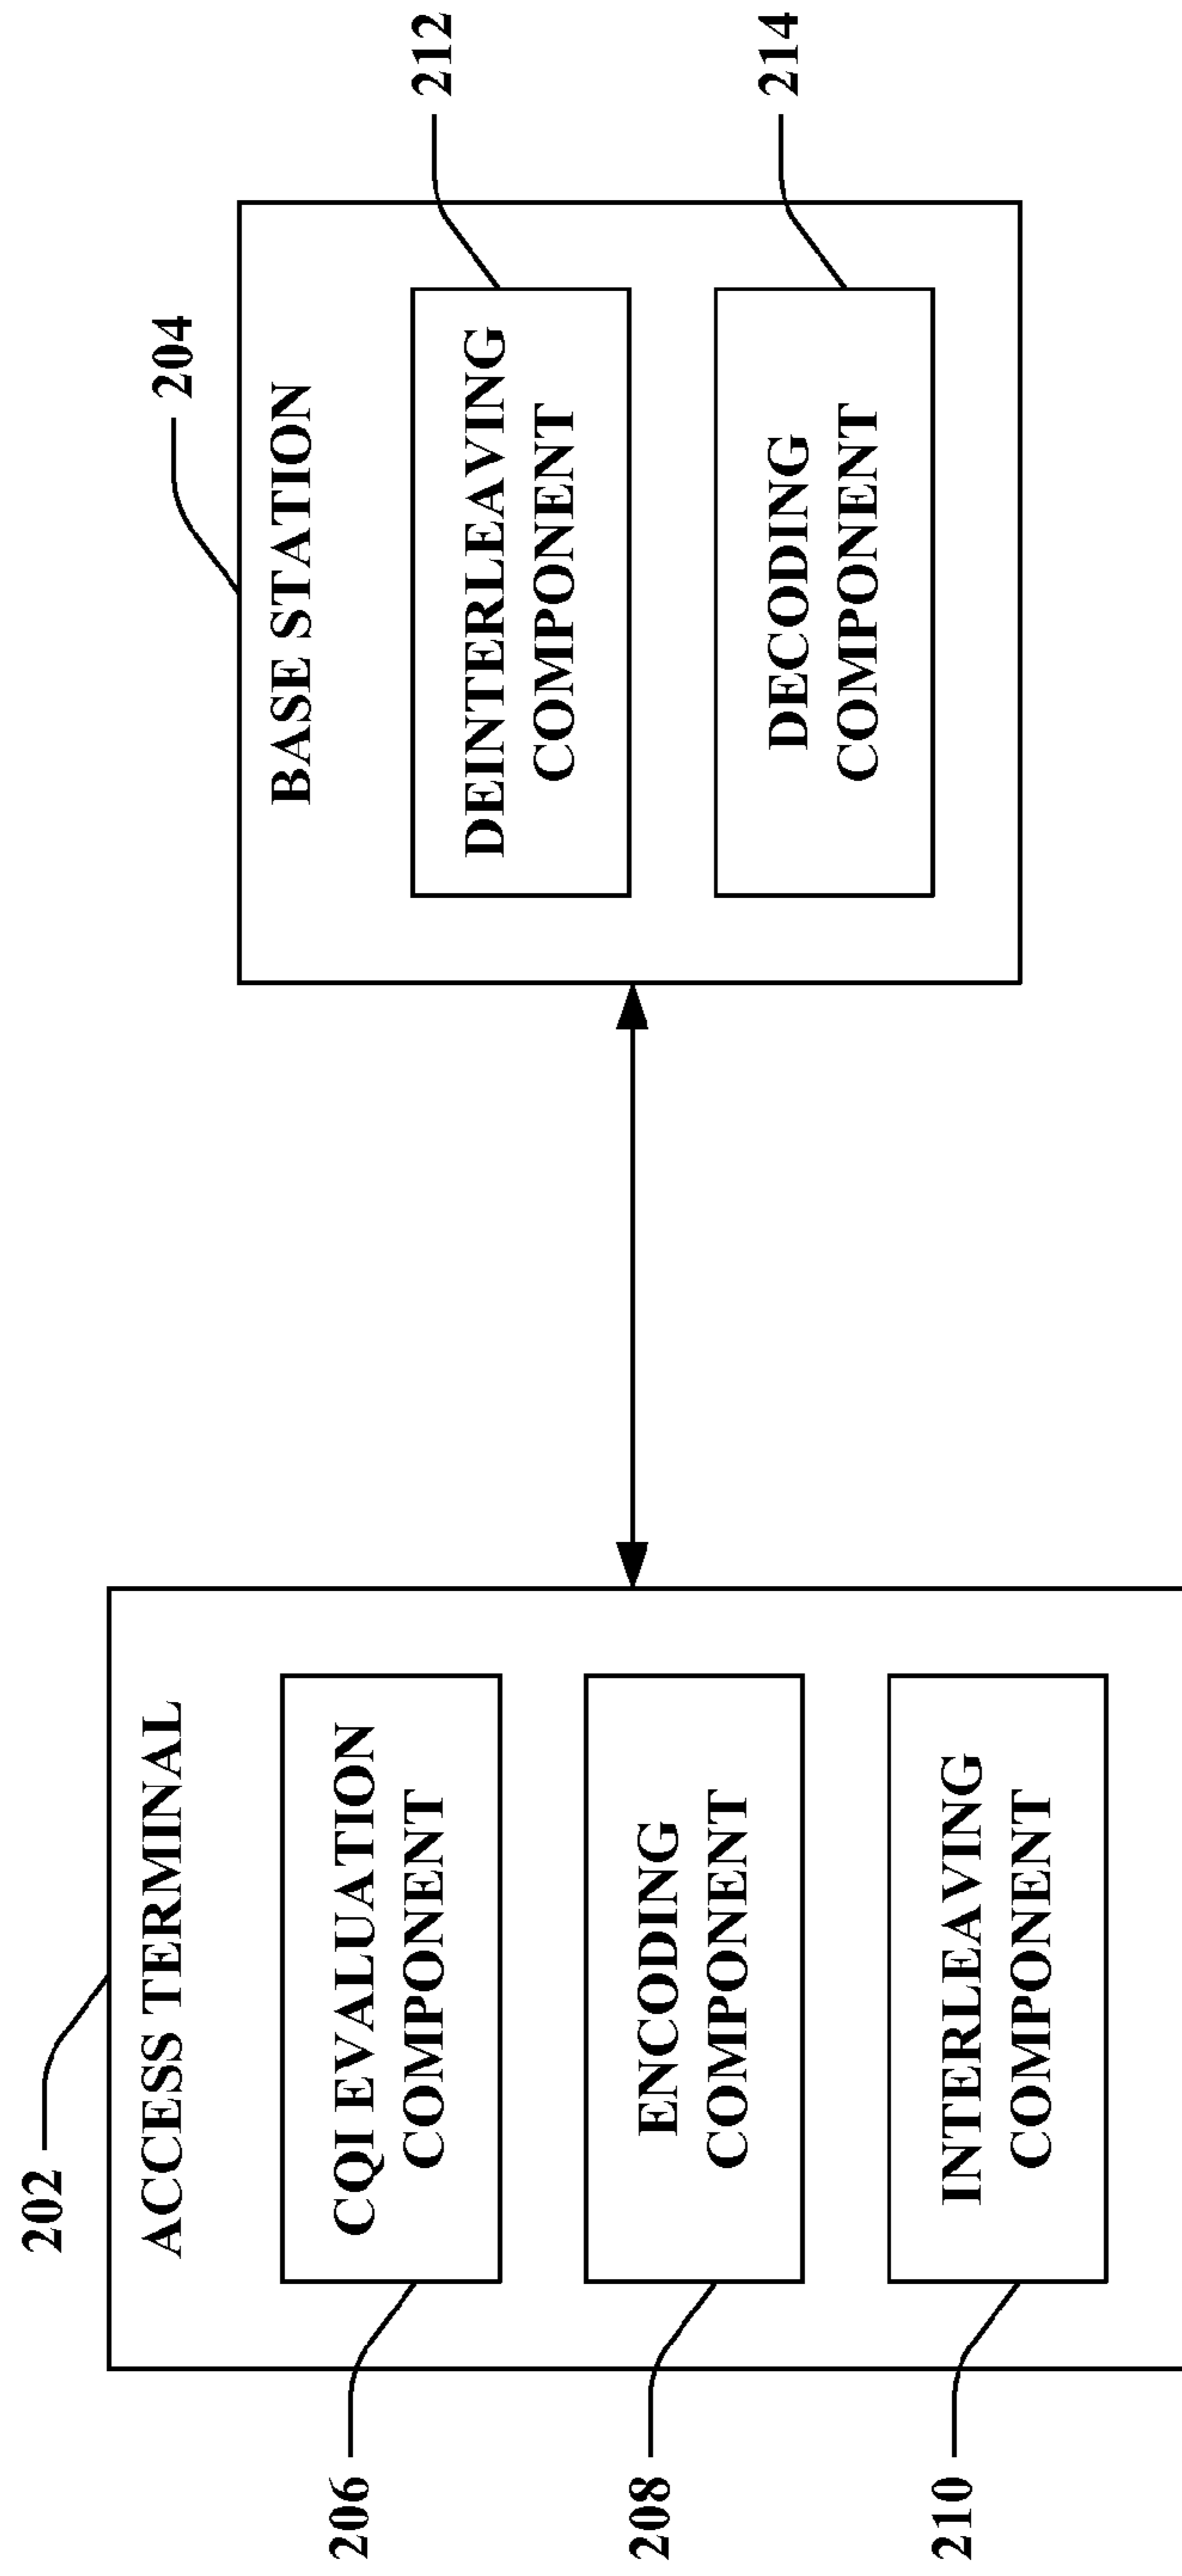 202
ACCESS TERMINAL
206
CQI EVALUATION
COMPONENT
208
ENCODING
COMPONENT
210
INTERLEAVING
COMPONENT
204
BASE STATION
212
DEINTERLEAVING
COMPONENT
214
DECODING
COMPONENT